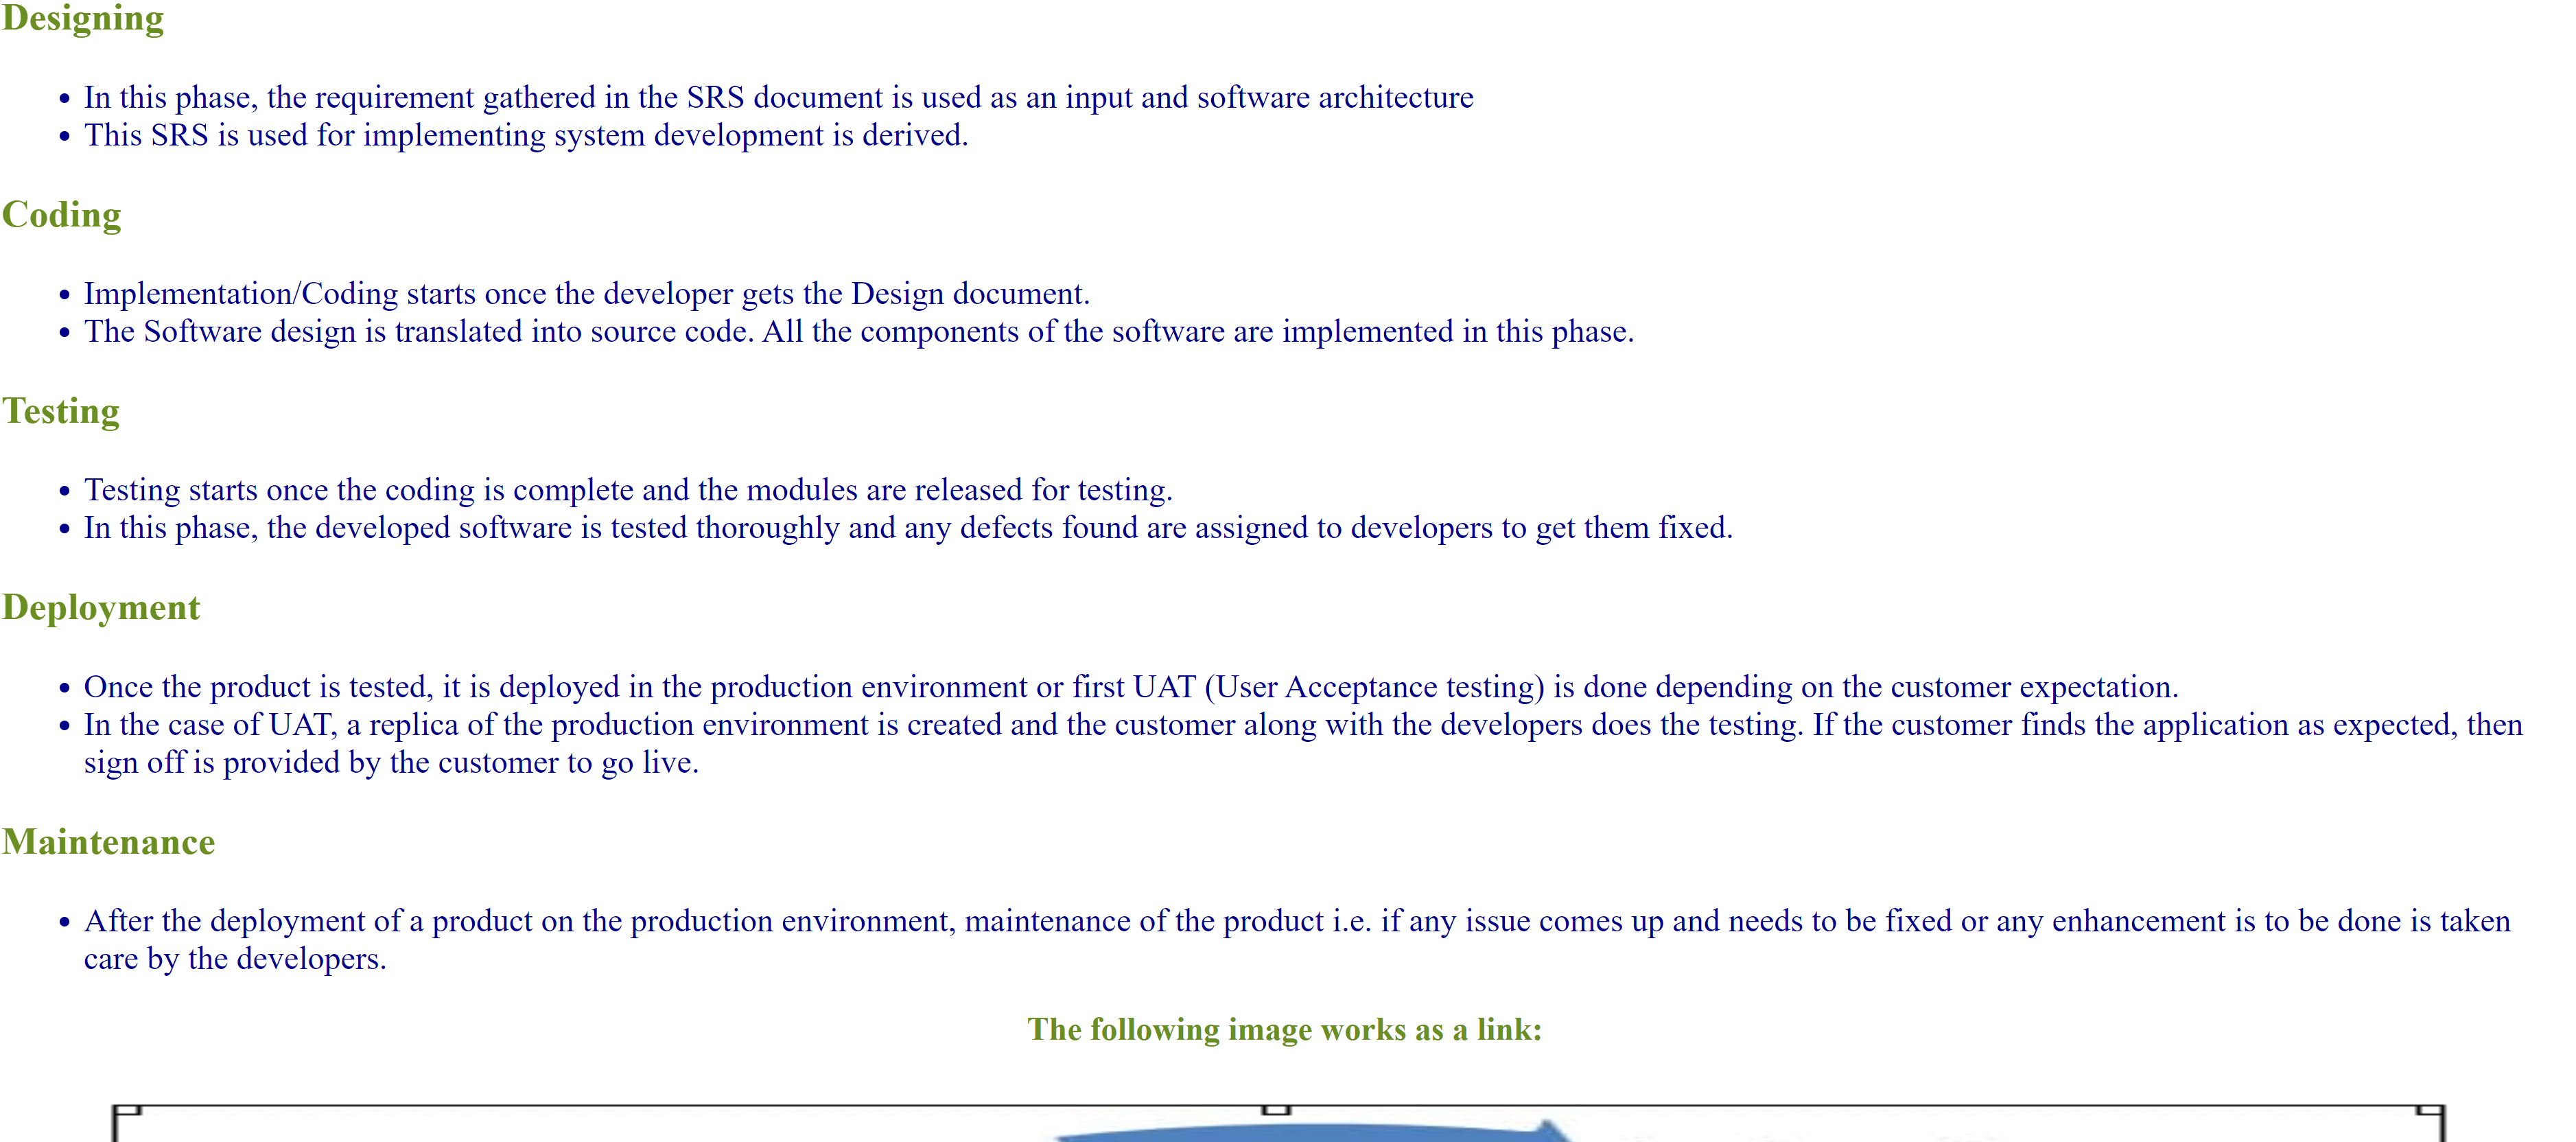 Designing
In this phase, the requirement gathered in the SRS document is used as an input and software architecture
This SRS is used for implementing system development is derived.
Coding
Implementation/Coding starts once the developer gets the Design document.
The Software design is translated into source code. All the components of the software are implemented in this phase.
Testing
Testing starts once the coding is complete and the modules are released for testing.
In this phase, the developed software is tested thoroughly and any defects found are assigned to developers to get them fixed.
Deployment
Once the product is tested, it is deployed in the production environment or first UAT (User Acceptance testing) is done depending on the customer expectation.
In the case of UAT, a replica of the production environment is created and the customer along with the developers does the testing. If the customer finds the application as expected, then
sign off is provided by the customer to go live.
Maintenance
After the deployment of a product on the production environment, maintenance of the product i.e. if any issue comes up and needs to be fixed or any enhancement is to be done is taken
care by the developers.
The following image works as a link: